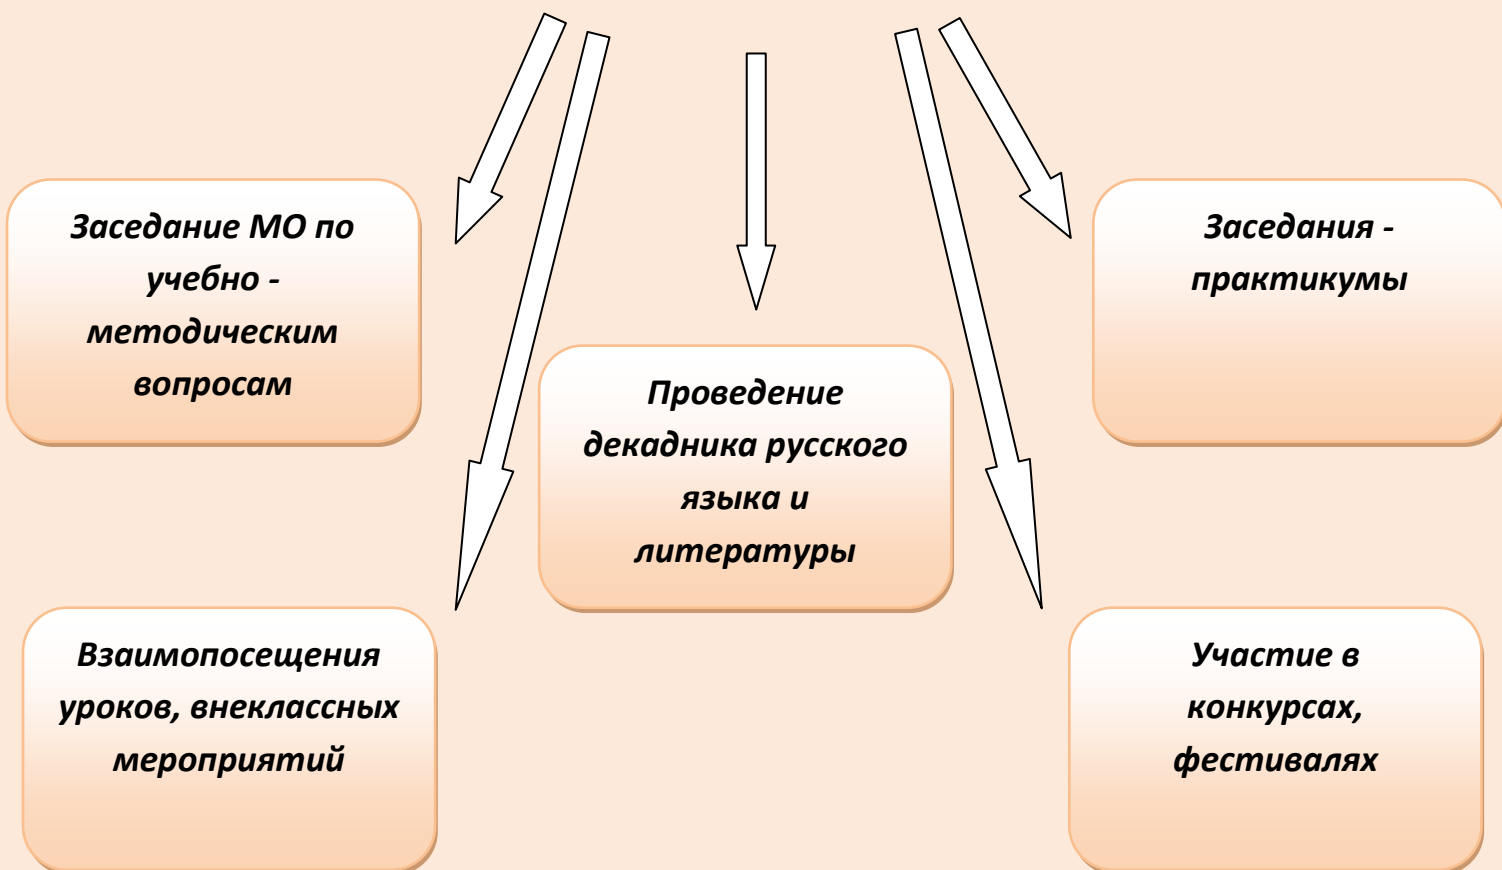 Заседание МО по
учебно -
методическим
вопросам
Заседания -
практикумы
Проведение
декадника русского
языка и
литературы
Взаимопосещения
уроков, внеклассных
мероприятий
Участие в
конкурсах,
фестивалях